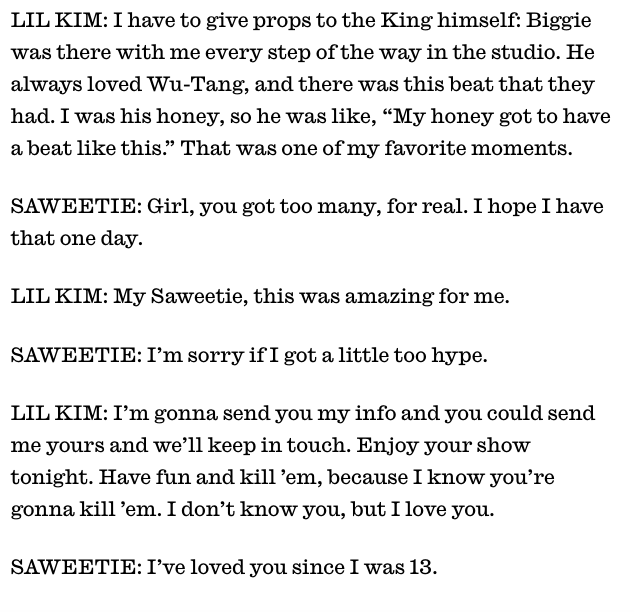 LIL KIM: I have to give props to the King himself: Biggie
was there with me every step of the way in the studio. He
always loved Wu-Tang, and there was this beat that they
had. I was his honey, so he was like, “My honey got to have
a beat like this.” That was one of my favorite moments.
SAWEETIE: Girl, you got too many, for real. I hope I have
that one day.
LIL KIM: My Saweetie, this was amazing for me.
SAWEETIE: I’m sorry if I got a little too hype.
LIL KIM: I’m gonna send you my info and you could send
me yours and we’ll keep in touch. Enjoy your show
tonight. Have fun and kill ’em, because I know you’re
gonna kill ’em. I don’t know you, but I love you.
SAWEETIE: I’ve loved you since I was 13.